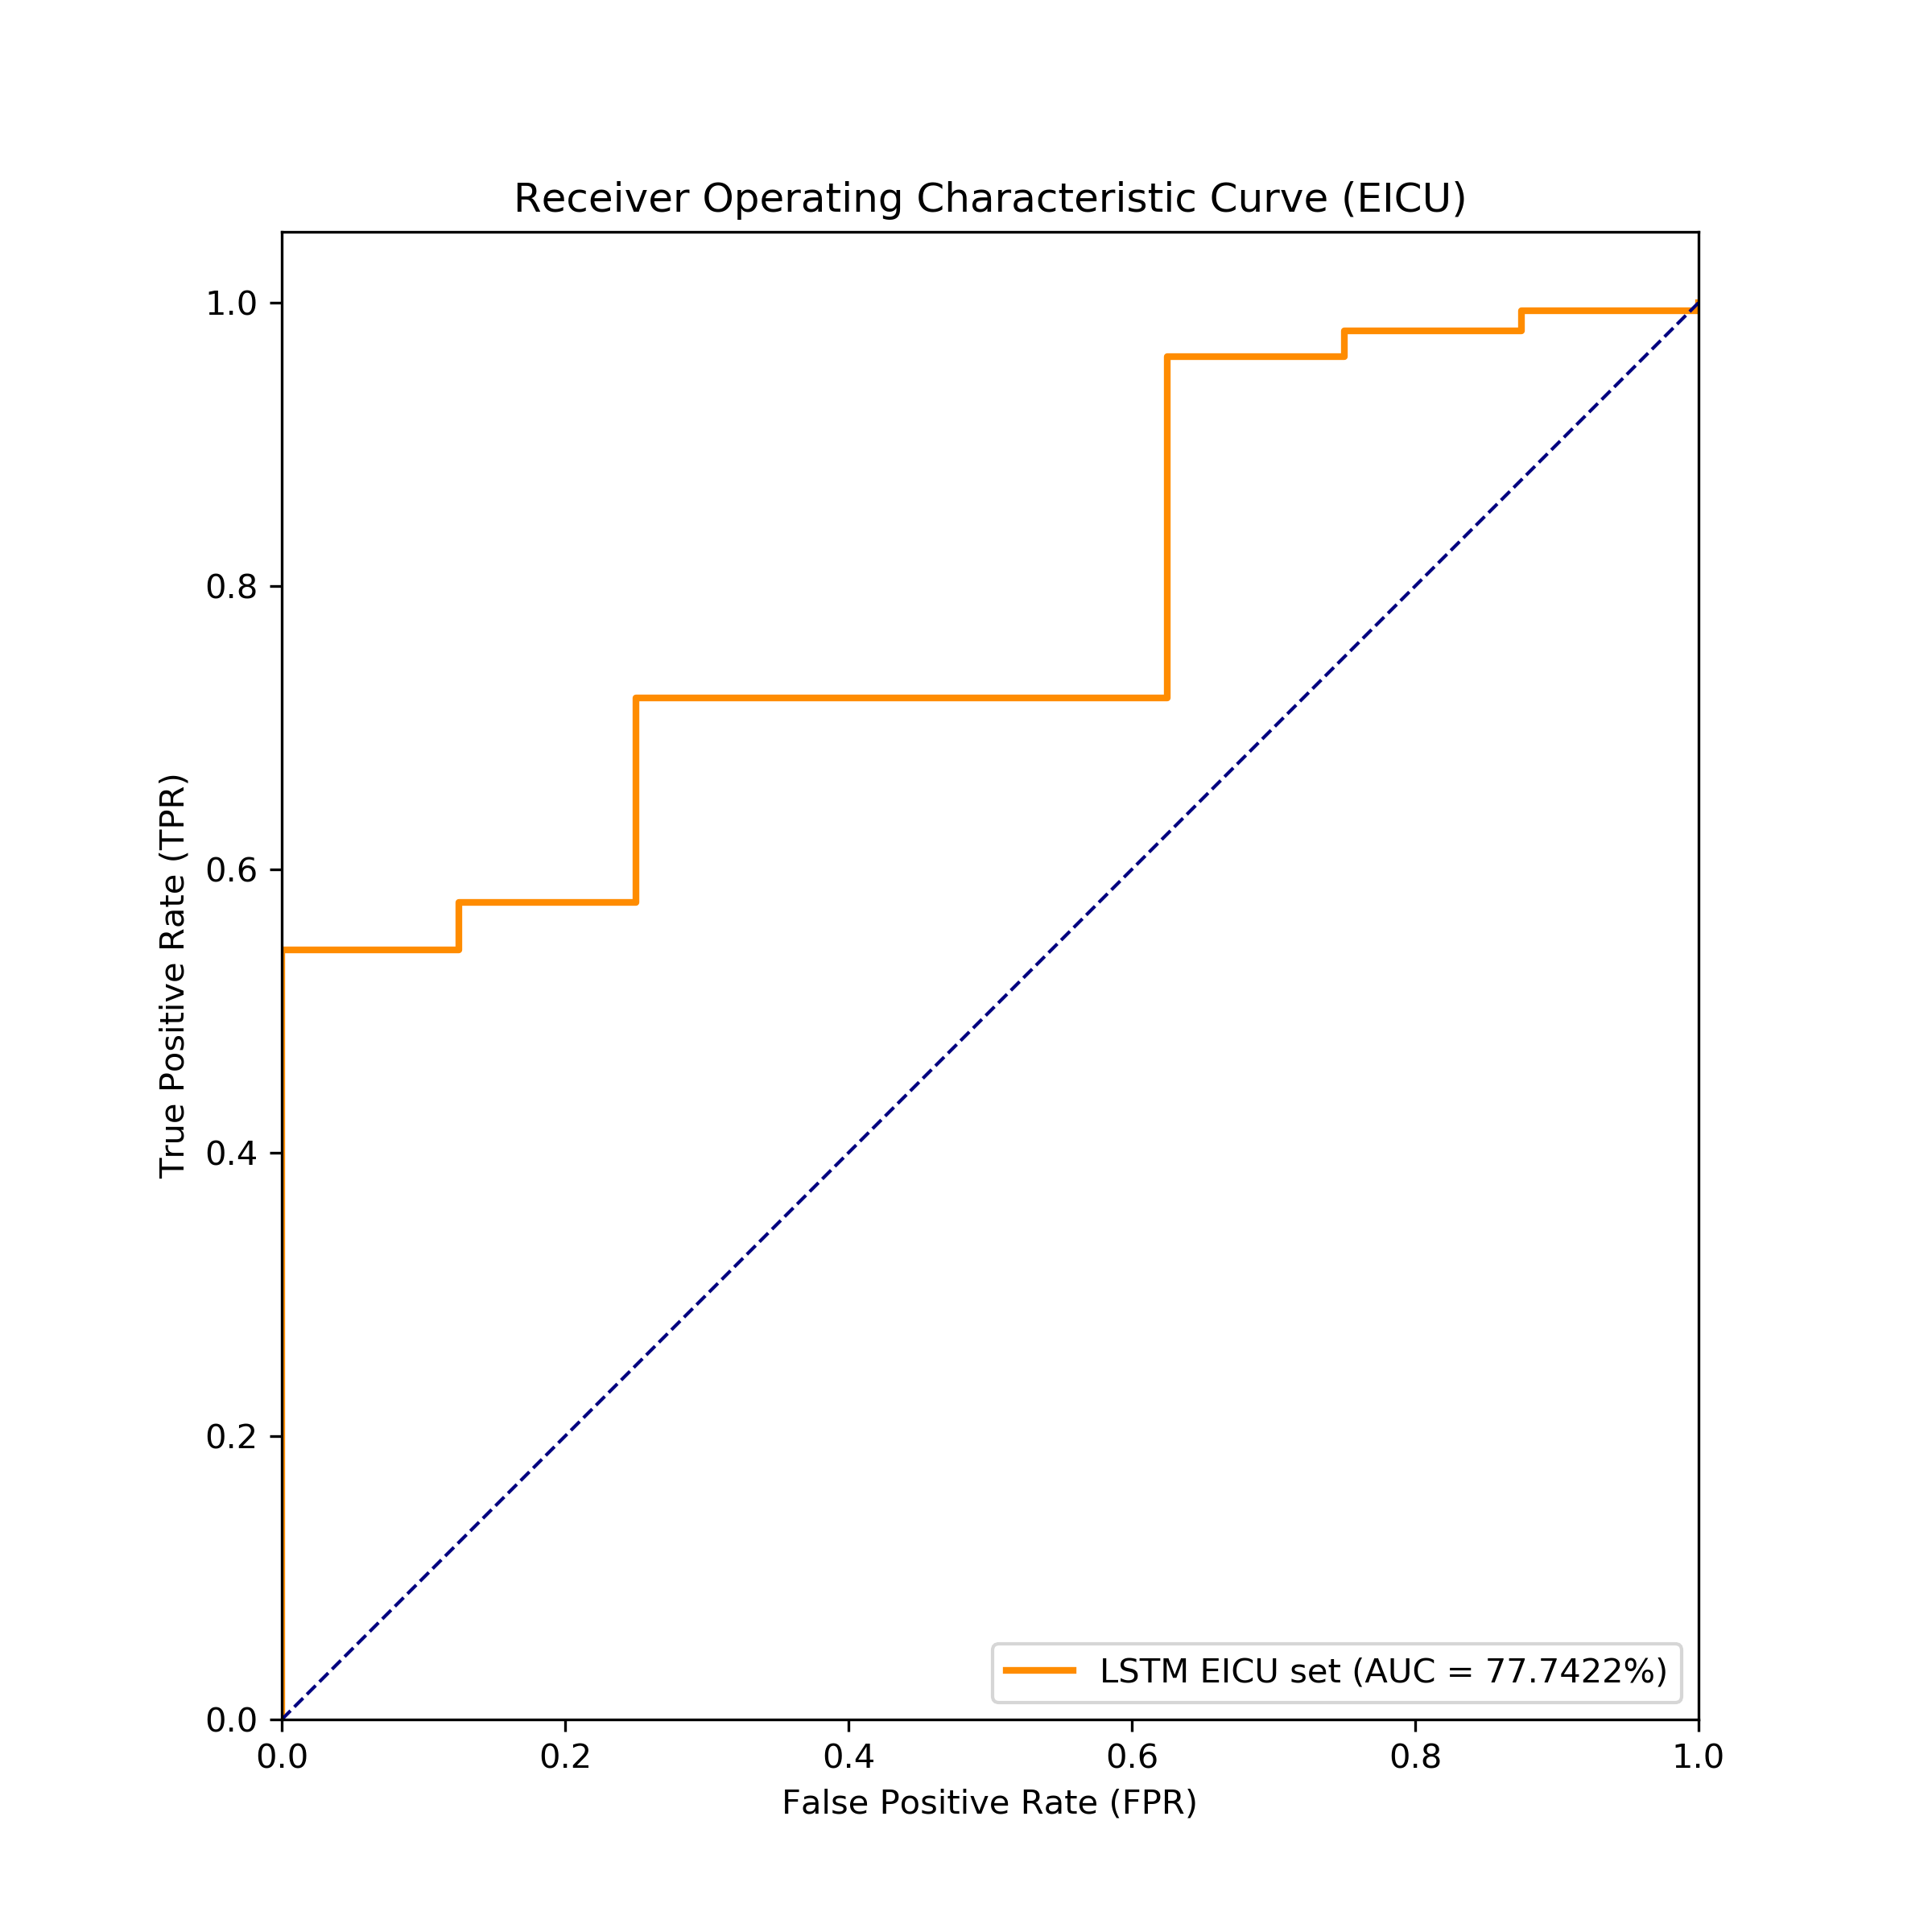 Receiver Operating Characteristic Curve (EICU)
True Positive Rate (TPR)
1.0
0.8
0.6
0.4
0.2
0.0
LSTM EICU set (AUC = 77.7422%)
0.0 0.2 0.4 0.6 0.8 1.0
False Positive Rate (FPR)